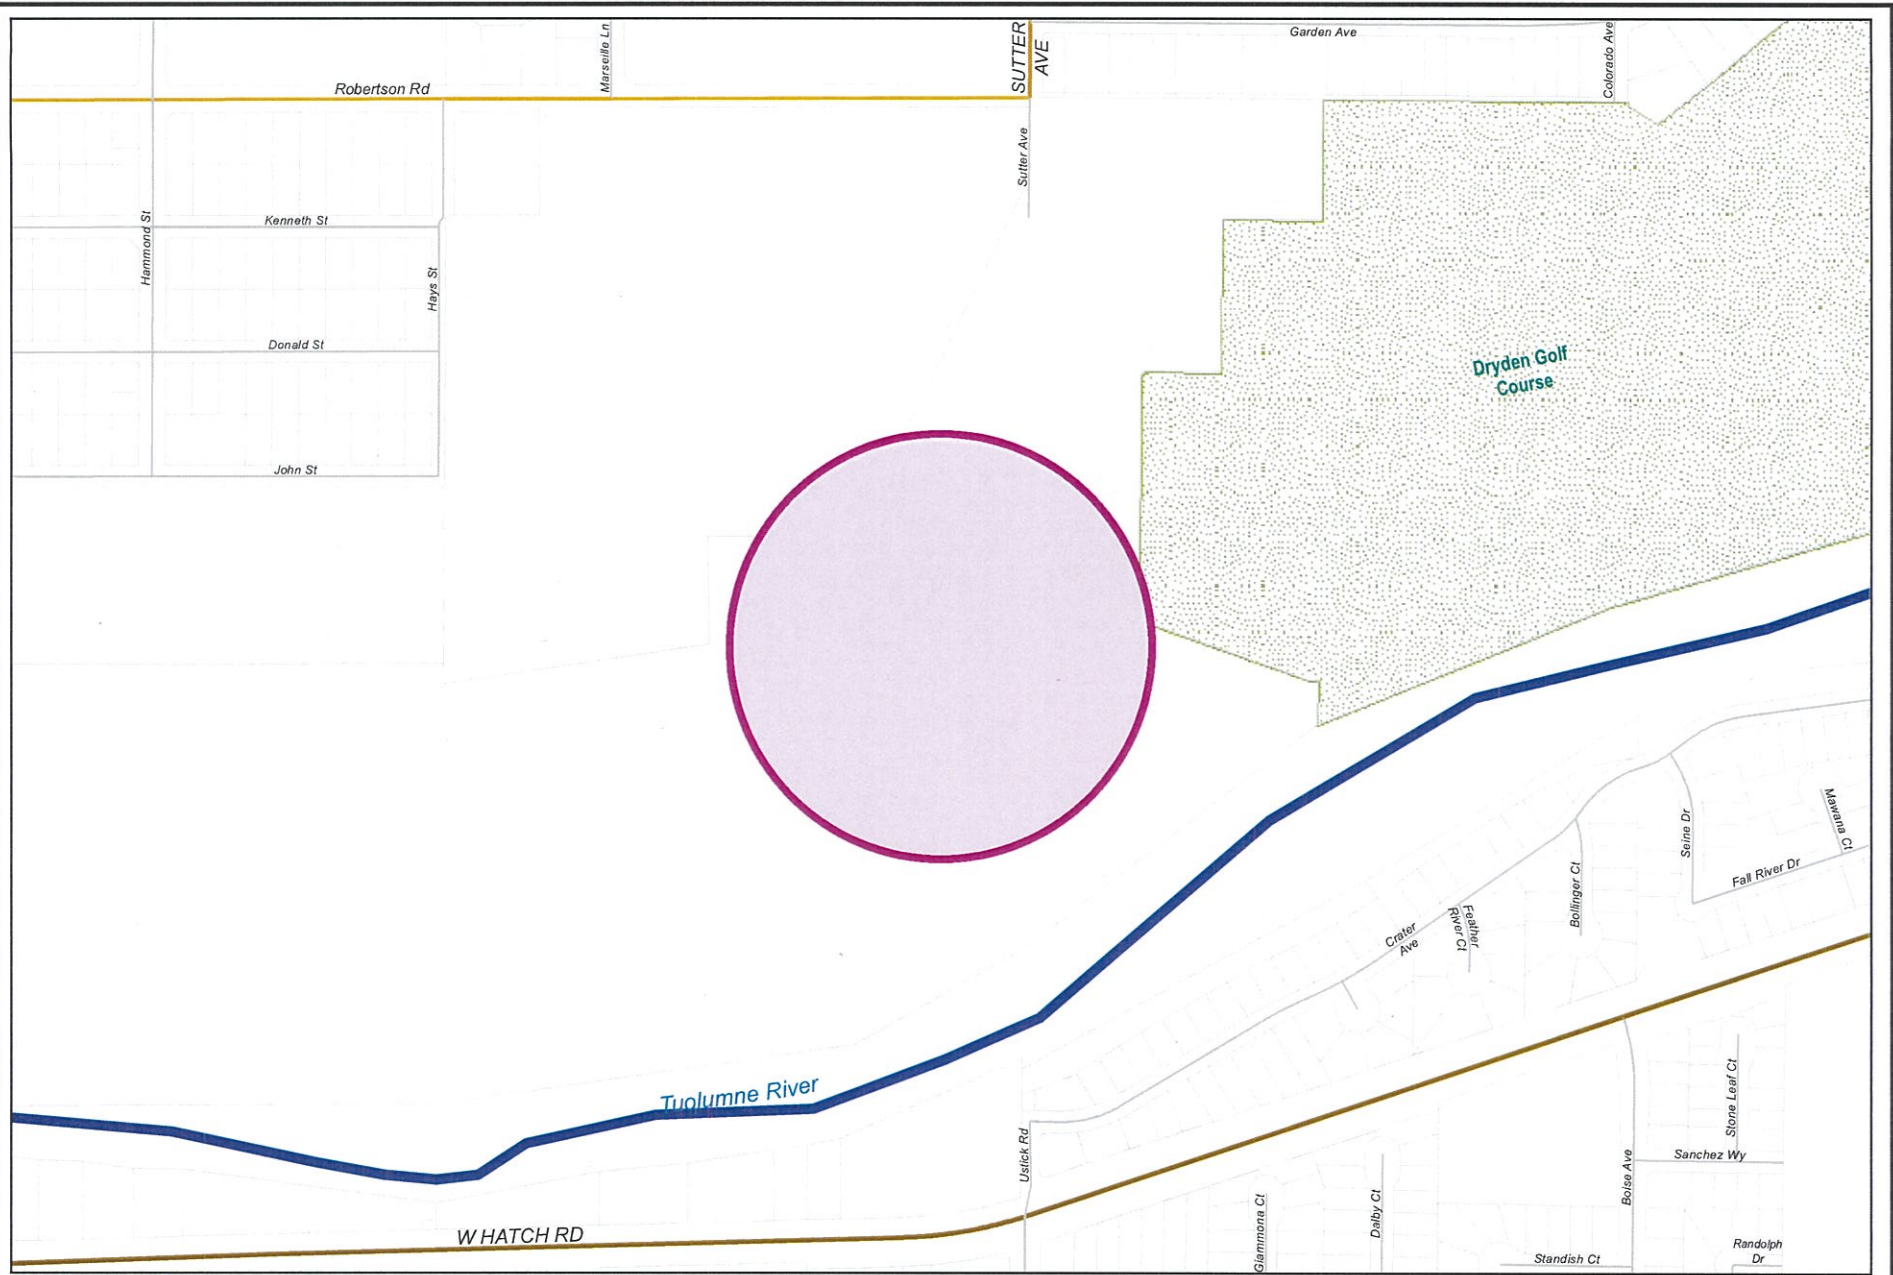 Marseille Ln
SUTTER
AVE
Garden Ave
Colorado Ave
Robertson Rd
Sutter Ave
Hammond St
Kenneth St
Hays St
Donald St
Dryden Golf
Course
John St
Mawana Ct
Seine Dr
Fall River Dr
Bollinger Ct
Feather
River Ct
Crater
Ave
Tuolumne River
Stone Leaf Ct
Ustick Rd
Boise Ave
Sanchez Wy
W HATCH RD
Giammona Ct
Dalby Ct
Standish Ct
Randolph
Dr